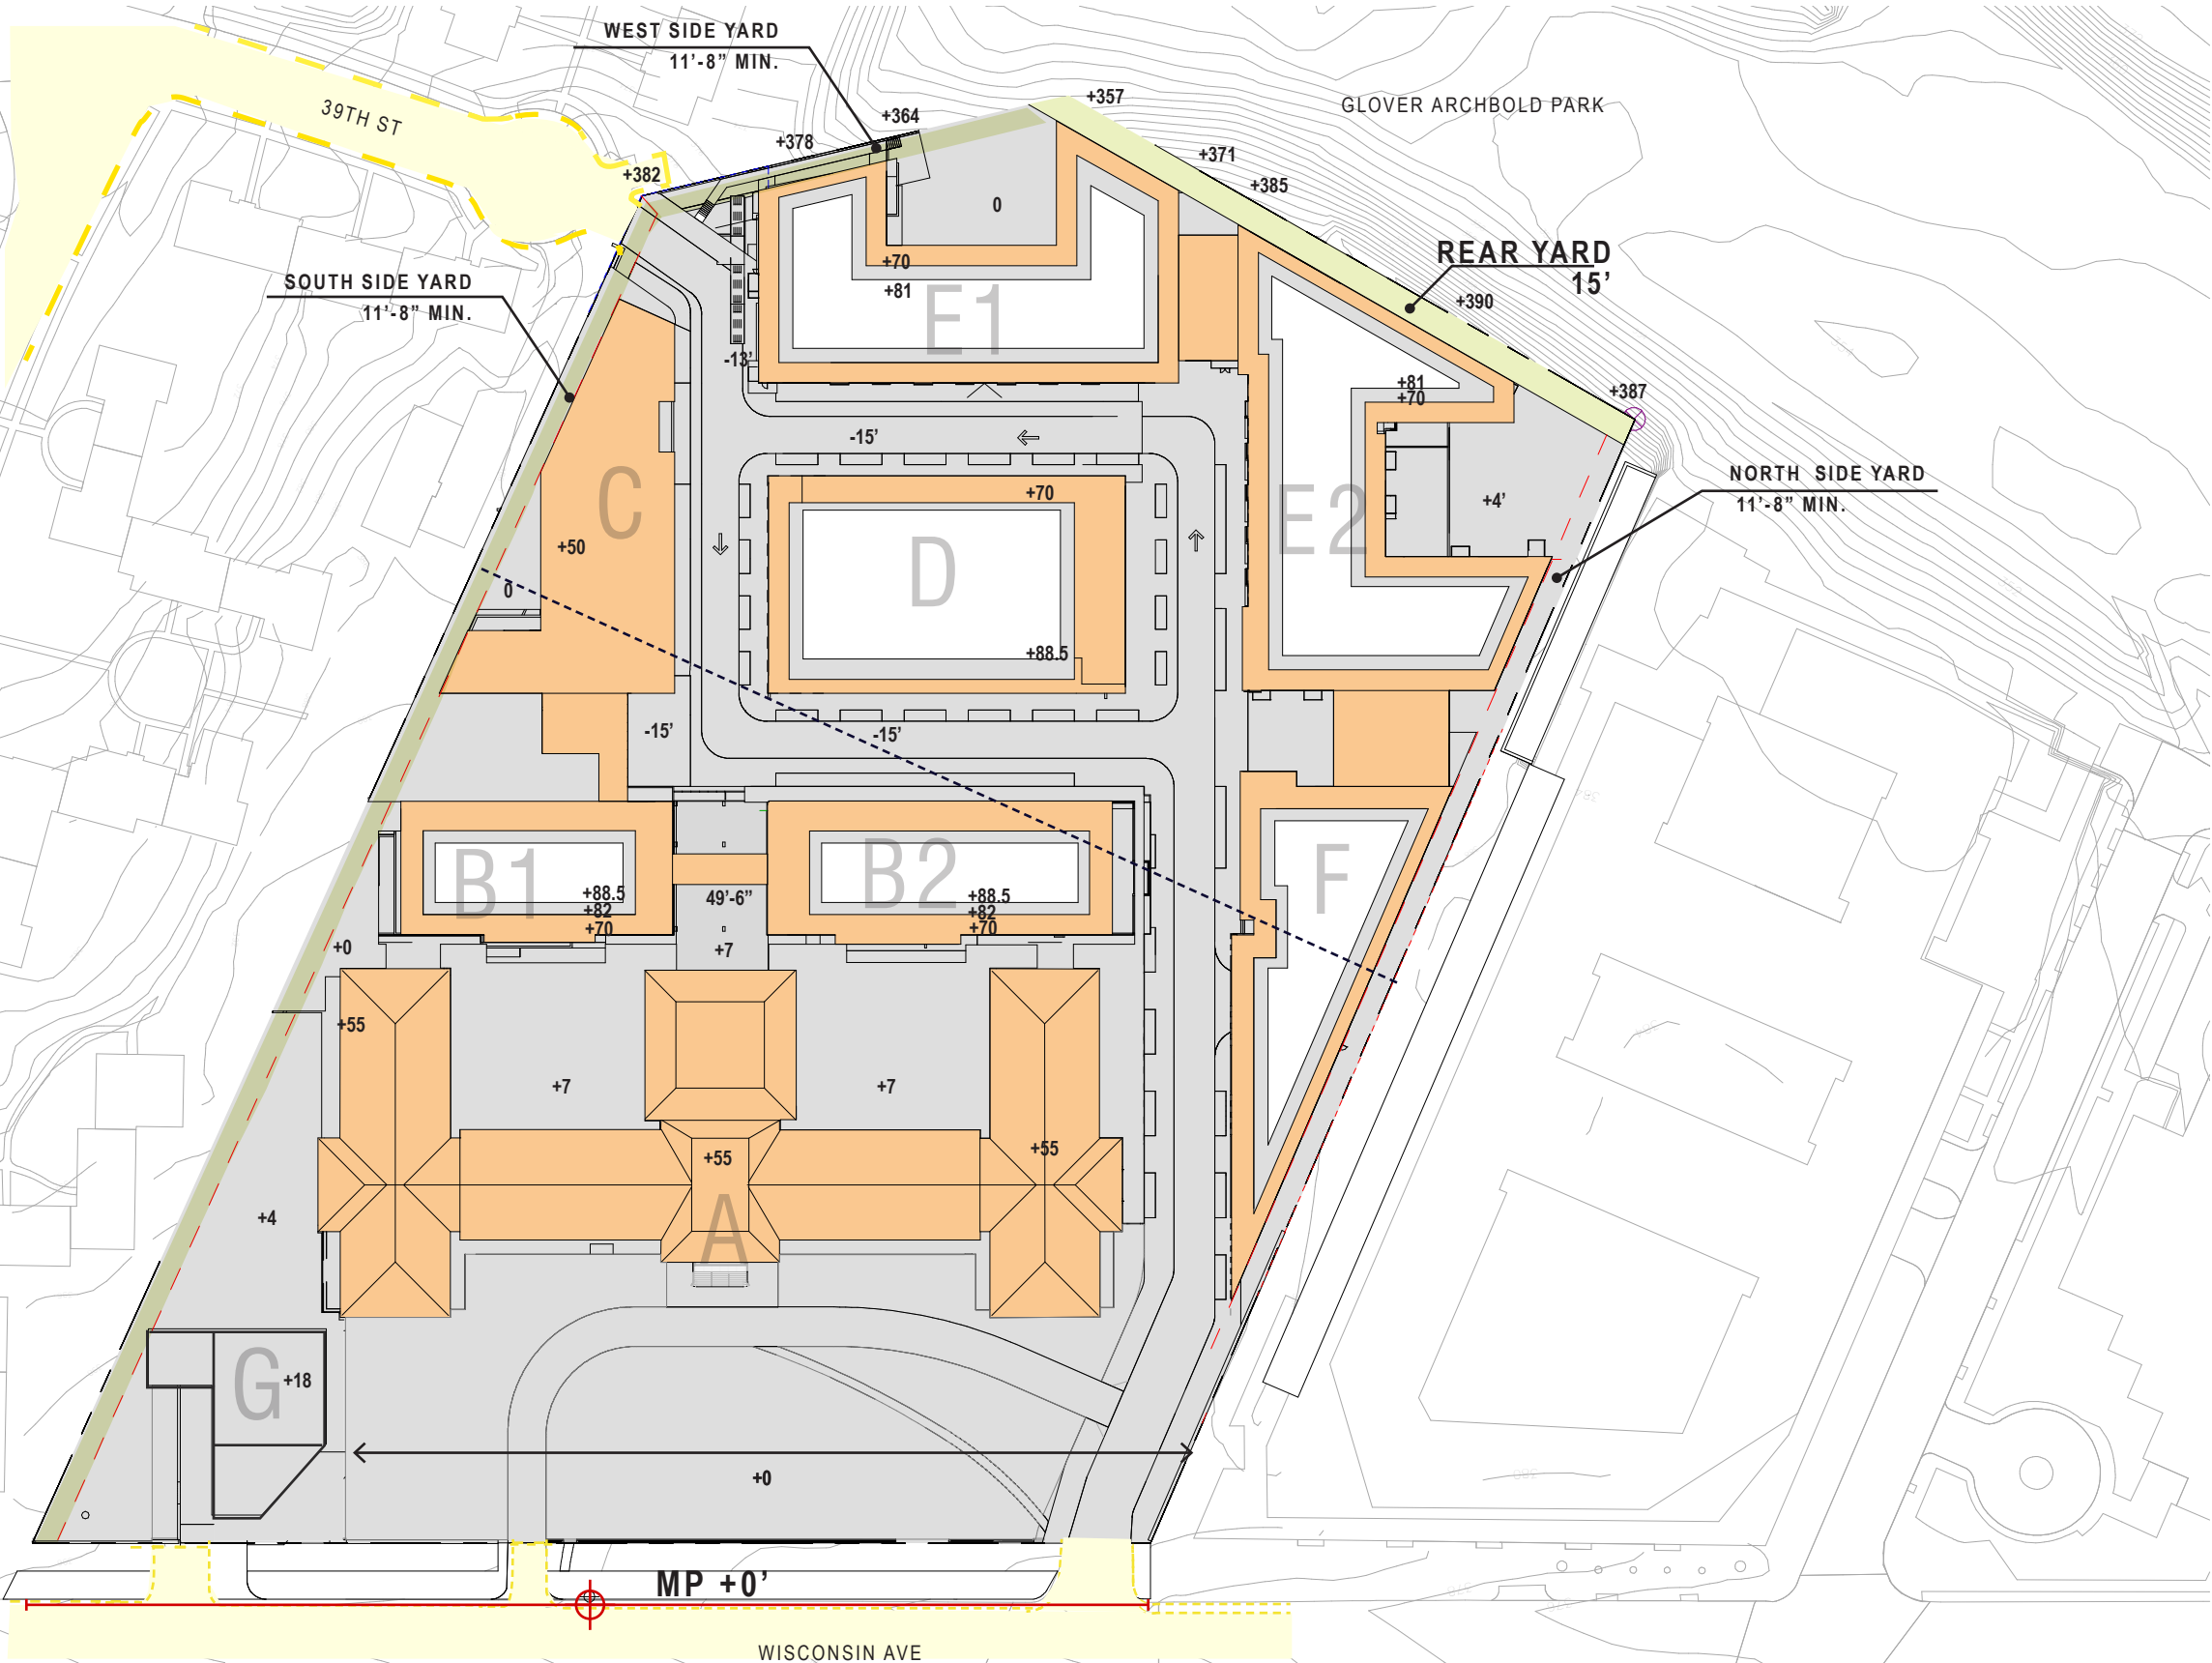 WEST SIDE YARD
11'-8" MIN.
+357
GLOVER ARCHBOLD PARK
39TH ST
+364
+378
+371
+382
+385
0
REAR YARD
15'
+70
SOUTH SIDE YARD
+81
11'-8" MIN.
+390
E1
-13'
+81
+70
+387
-15'
NORTH SIDE YARD
11'-8" MIN.
C
+70
E2
+4'
+50
D
0
+88.5
-15'
-15'
B1
B2
F
+88.5
+82
+70
49'-6"
+88.5
+82
+70
+0
+7
+55
+7
+7
+55
+55
A
+4
G
+18
+0
MP +0'
WISCONSIN AVE